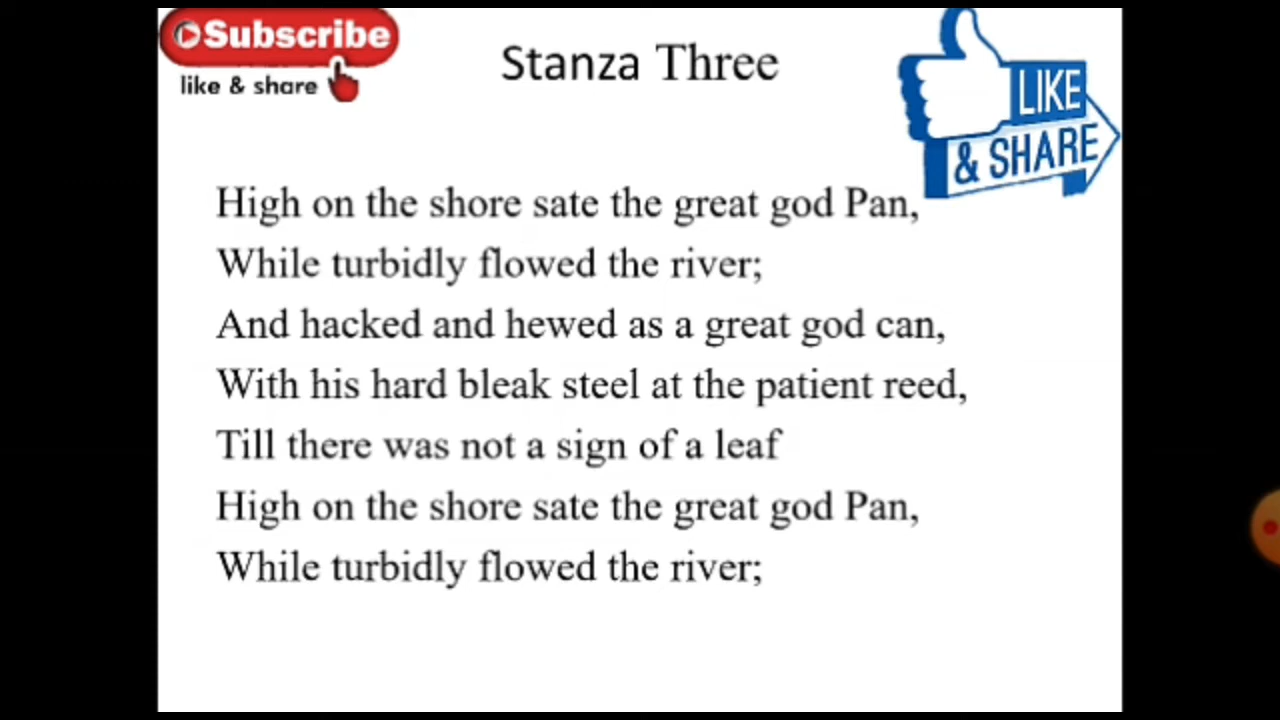 Subscribe
like & share
Stanza Three
LIKE
& SHARE
High on the shore sate the great god Pan,
While turbidly flowed the river;
And hacked and hewed as a great god can,
With his hard bleak steel at the patient reed,
Till there was not a sign of a leaf
High on the shore sate the great god Pan,
While turbidly flowed the river;